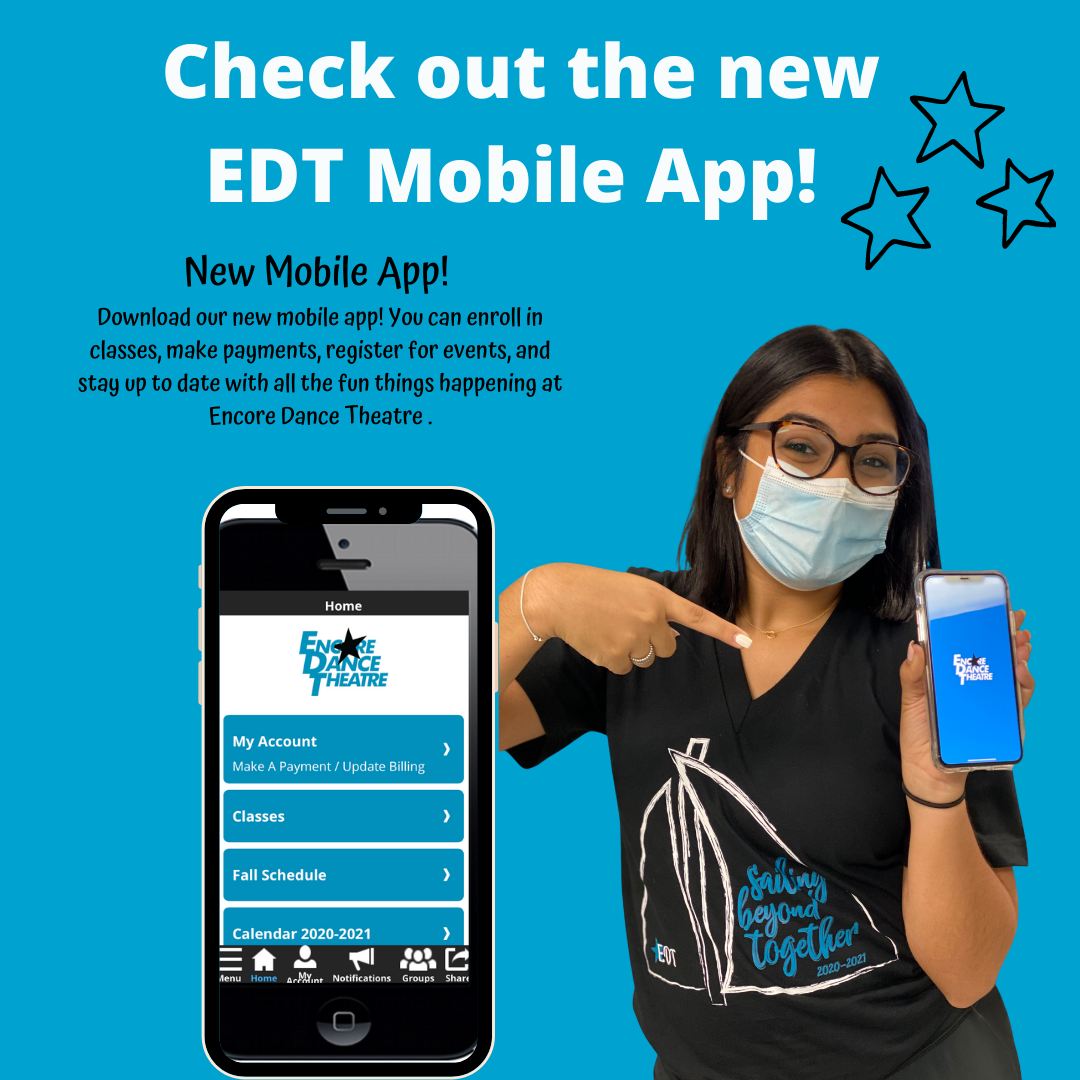 Check out the new
EDT Mobile App!
New Mobile App!
Download our new mobile app! You can enroll in
classes, make payments, register for events, and
stay up to date with all the fun things happening at
Encore Dance Theatre .
Home
ENCORE
DANCE
THEATRE
My Account
Make A Payment / Update Billing
Classes
Fall Schedule
Calendar 2020-2021
Menu Home My Account Notifications Groups Share
ENCORE
DANCE
THEATRE
Sailing
beyond
together
2020-2021
EDT